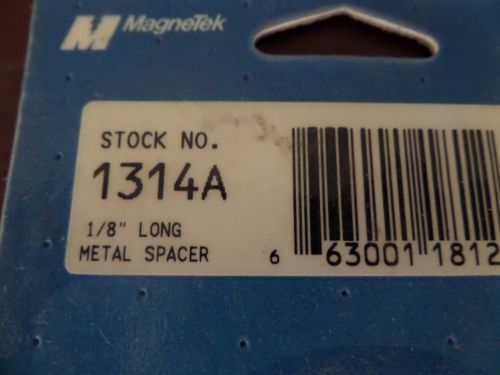 M MagneTek
STOCK NO.
1314A
1/8" LONG
METAL SPACER
6 63001 1812